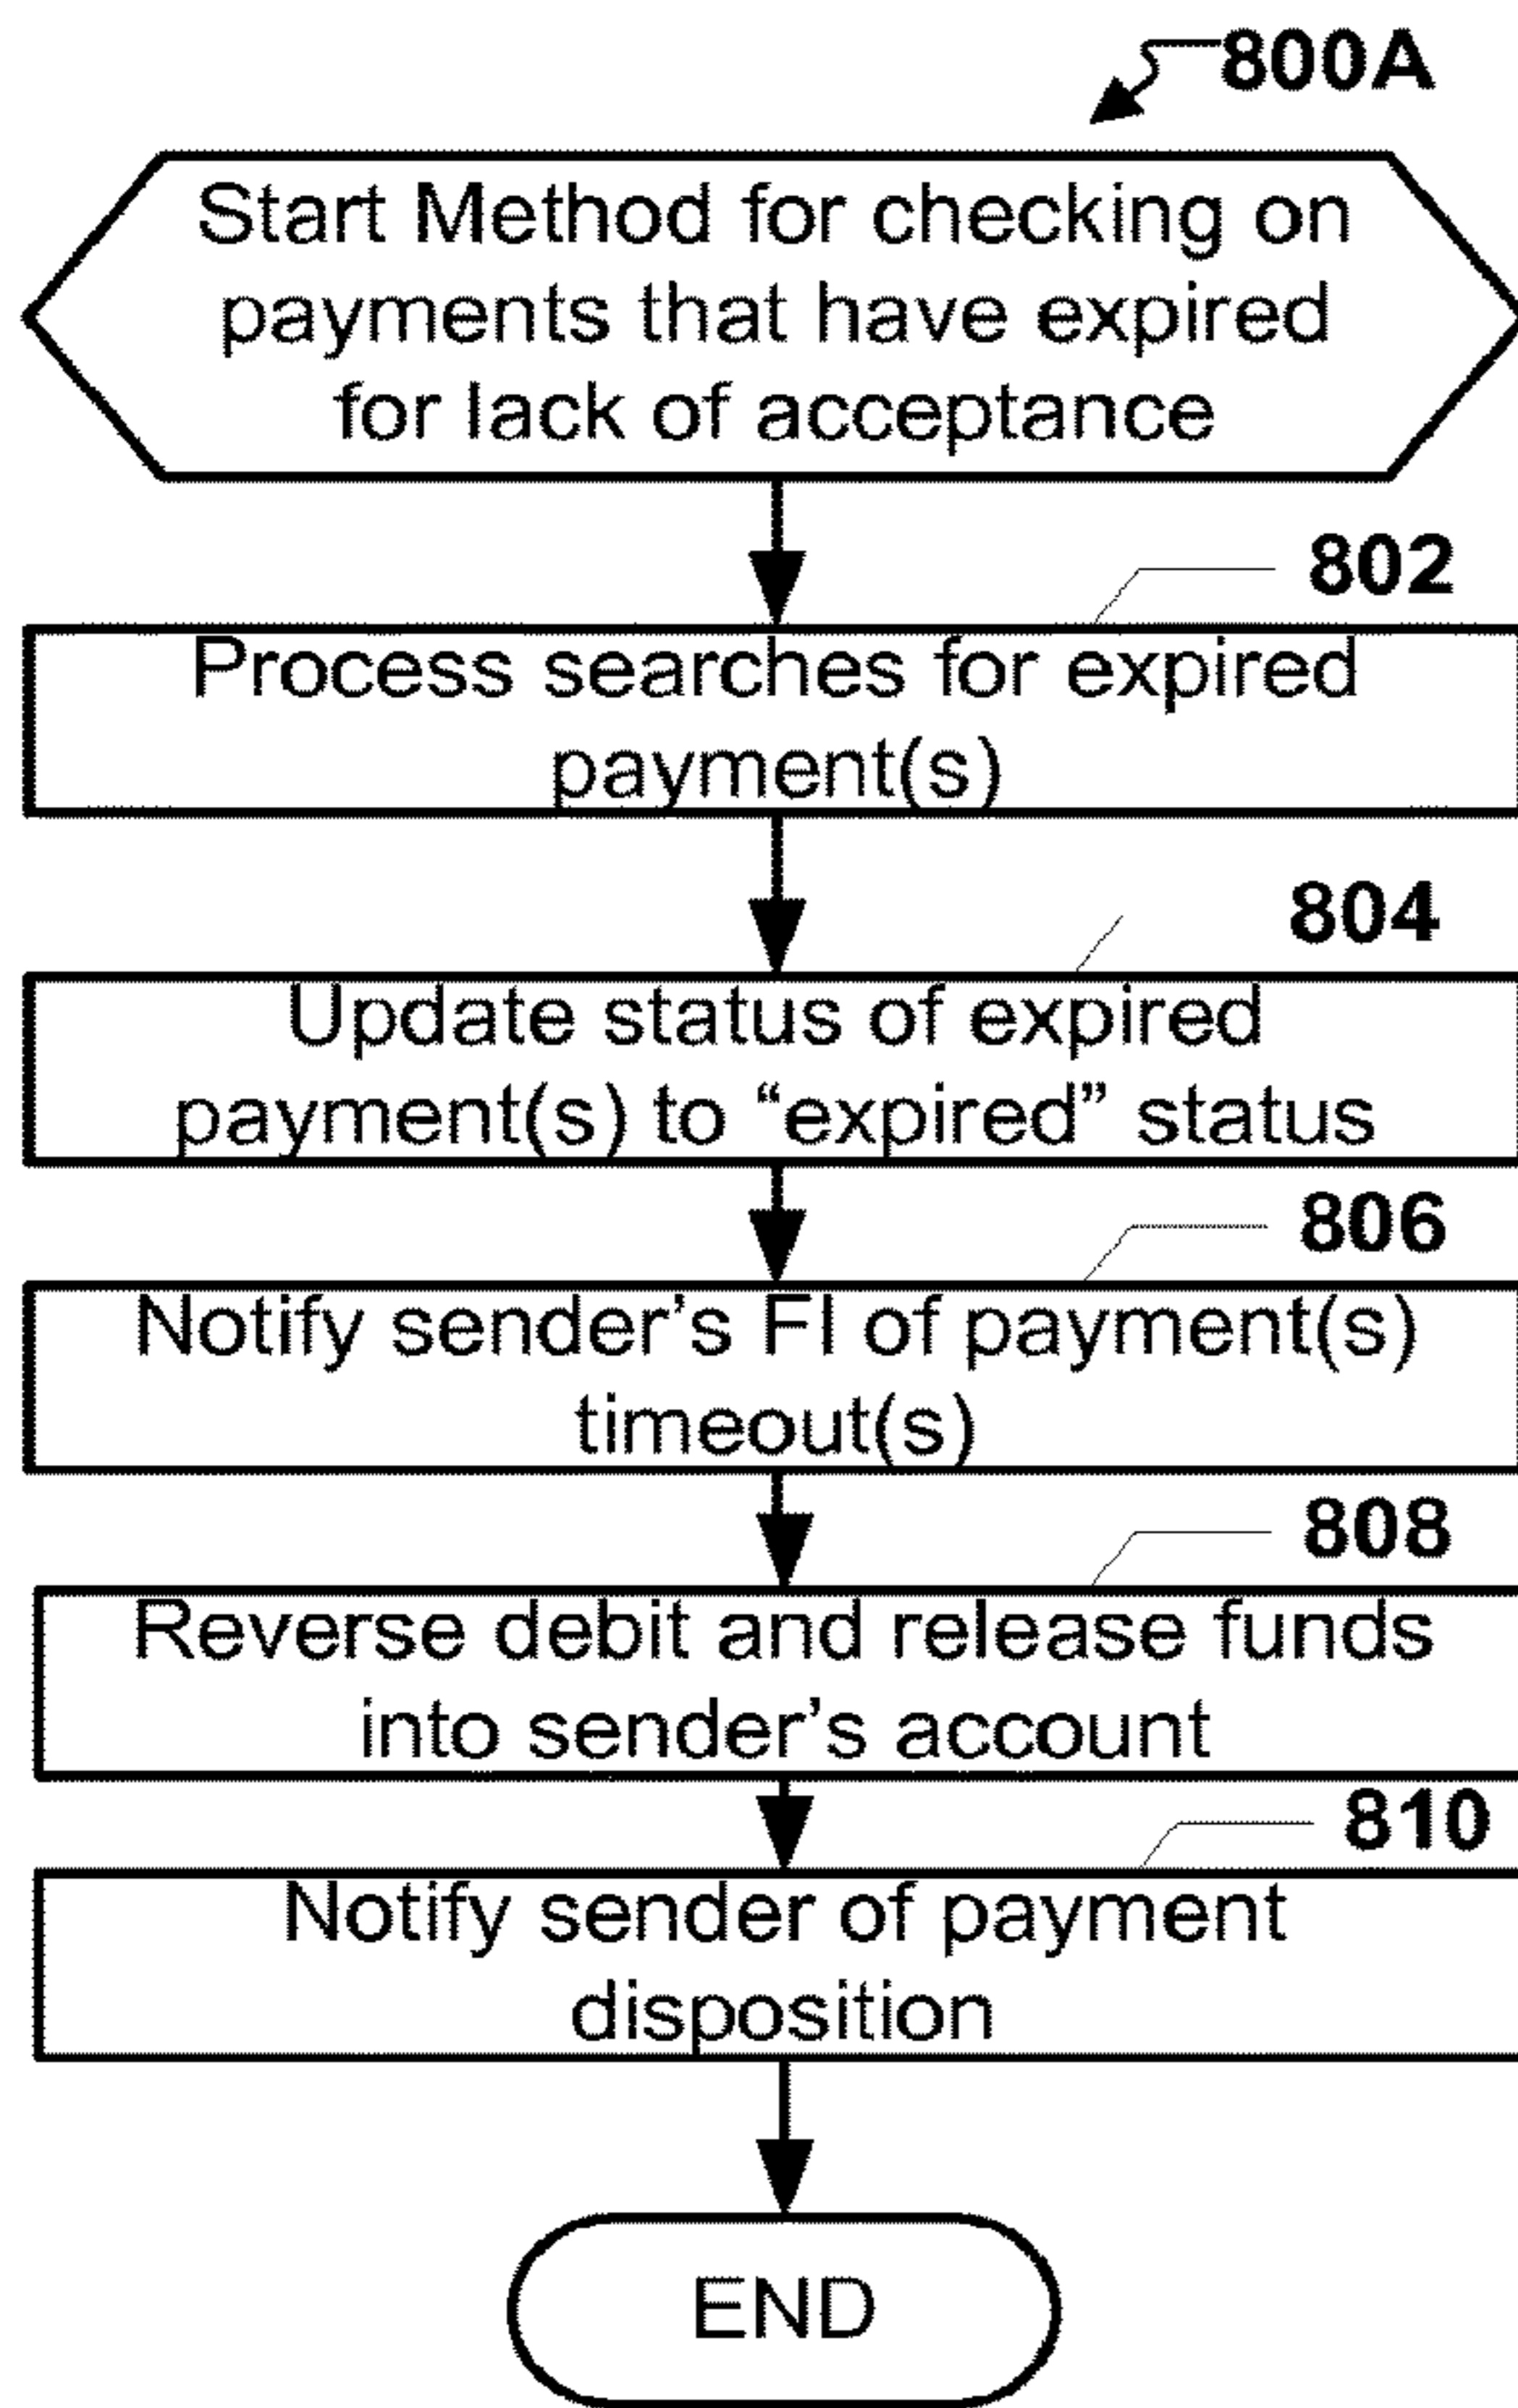 800A
Start Method for checking on
payments that have expired
for lack of acceptance
802
Process searches for expired
payment(s)
804
Update status of expired
payment(s) to “expired” status
806
Notify sender’s FI of payment(s)
timeout(s)
808
Reverse debit and release funds
into sender’s account
810
Notify sender of payment
disposition
END